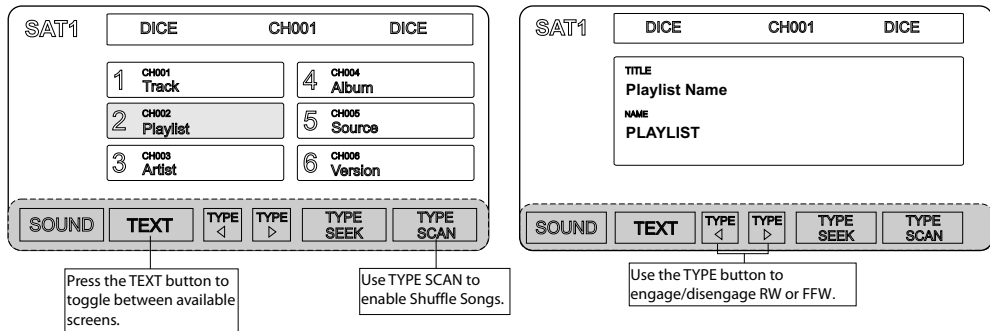 SAT1
DICE CH001 DICE
1 CH001 Track
2 CH002 Playlist
3 CH003 Artist
4 CH004 Album
5 CH005 Source
6 CH006 Version
SOUND TEXT TYPE ◁ TYPE ▷ TYPE SEEK TYPE SCAN
Press the TEXT button to
toggle between available
screens.
Use TYPE SCAN to
enable Shuffle Songs.
SAT1
DICE CH001 DICE
TITLE
Playlist Name
NAME
PLAYLIST
SOUND TEXT TYPE ◁ TYPE ▷ TYPE SEEK TYPE SCAN
Use the TYPE button to
engage/disengage RW or FFW.